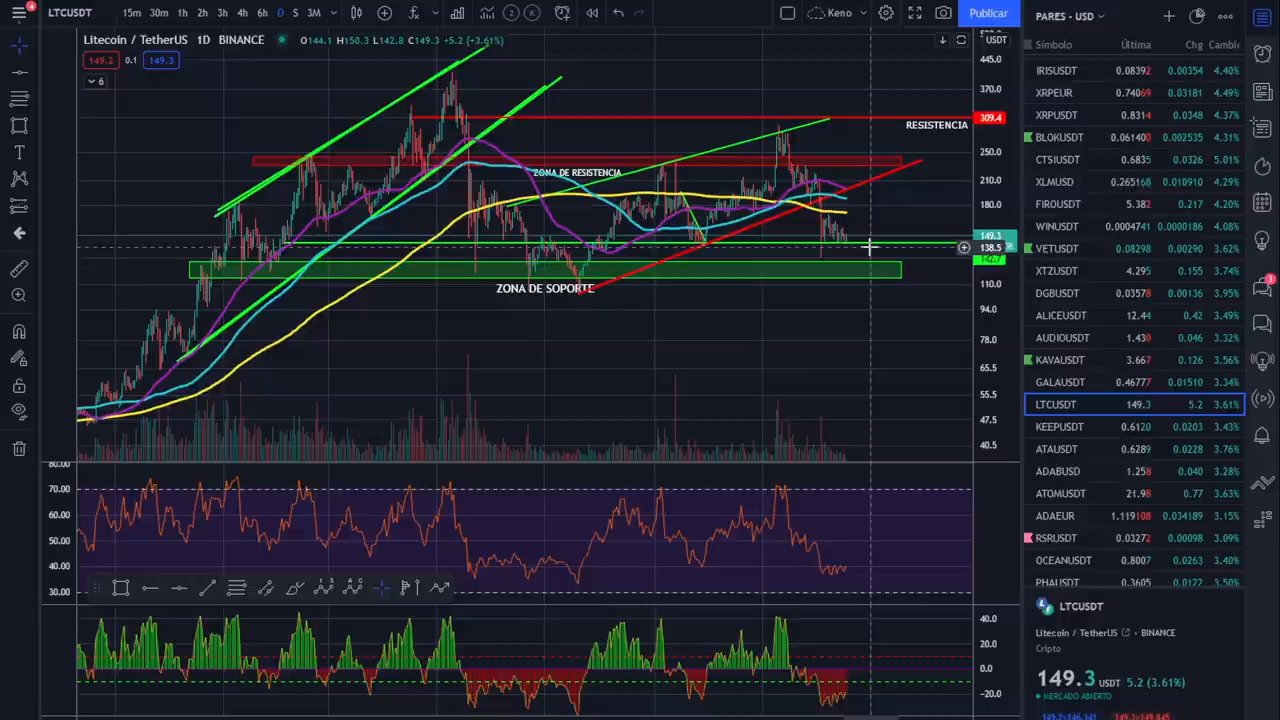 4
LTCUSDT
15m 30m 1h 2h 3h 4h 6h D S 3M
Keno
Publicar
PARES - USD
Litecoin / TetherUS 1D BINANCE O144.1 H150.3 L142.8 C149.3 +5.2 (+3.61%)
USDT
149.2 0.1 149.3
6
445.0
370.0
309.4
RESISTENCIA
250.0
ZONA DE RESISTENCIA
210.0
180.0
149.3
138.5
142.7
ZONA DE SOPORTE
110.0
94.0
78.0
65.5
55.5
47.5
40.5
80.00
70.00
60.00
50.00
40.00
30.00
40.0
20.0
0.0
-20.0
Símbolo Última Chg Cambio
IRISUSDT 0.08392 0.00354 4.40%
XRPEUR 0.74069 0.03181 4.49%
XRPUSDT 0.8314 0.0348 4.37%
BLOKUSDT 0.061400 0.002535 4.31%
CTSIUSDT 0.6835 0.0326 5.01%
XLMUSD 0.265168 0.010910 4.29%
FIROUSDT 5.382 0.217 4.20%
WINUSDT 0.0004741 0.0000186 4.08%
VETUSDT 0.08298 0.00290 3.62%
XTZUSDT 4.295 0.155 3.74%
DGBUSDT 0.03578 0.00136 3.95%
ALICEUSDT 12.44 0.42 3.49%
AUDIOUSDT 1.430 0.046 3.32%
KAVAUSDT 3.667 0.126 3.56%
GALAUSDT 0.46777 0.01510 3.34%
LTCUSDT 149.3 5.2 3.61%
KEEPUSDT 0.6120 0.0203 3.43%
ATAUSDT 0.6289 0.0228 3.76%
ADABUSD 1.258 0.040 3.28%
ATOMUSDT 21.98 0.77 3.63%
ADAEUR 1.119108 0.034189 3.15%
RSRUSDT 0.03272 0.00098 3.09%
OCEANUSDT 0.8007 0.0263 3.40%
PHAUSDT 0.3605 0.0122 3.50%
LTCUSDT
Litecoin / TetherUS • BINANCE
Cripto
149.3 USDT 5.2 (3.61%)
MERCADO ABIERTO
3